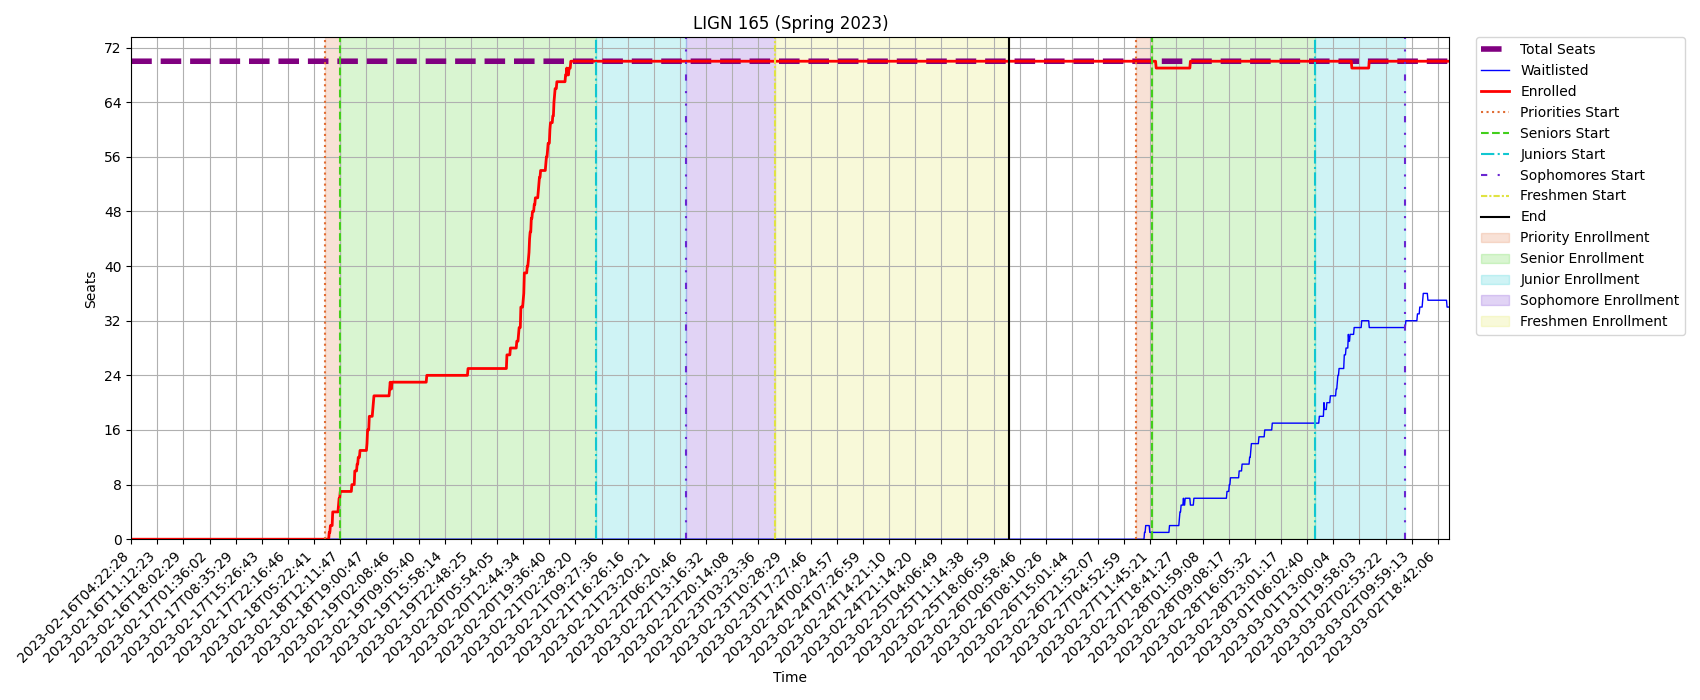 LIGN 165 (Spring 2023)
72
64
56
48
40
32
24
16
8
0
Seats
2023-02-16T04:22:28
2023-02-16T11:12:23
2023-02-16T18:02:29
2023-02-17T01:36:02
2023-02-17T08:35:29
2023-02-17T15:26:43
2023-02-17T22:16:46
2023-02-18T05:22:41
2023-02-18T12:11:47
2023-02-18T19:00:47
2023-02-19T02:08:46
2023-02-19T09:05:40
2023-02-19T15:58:14
2023-02-19T22:48:25
2023-02-20T05:54:05
2023-02-20T12:44:34
2023-02-20T19:36:40
2023-02-21T02:28:20
2023-02-21T09:27:36
2023-02-21T16:26:16
2023-02-21T23:20:21
2023-02-22T06:20:46
2023-02-22T13:16:32
2023-02-22T20:14:08
2023-02-23T03:23:36
2023-02-23T10:28:29
2023-02-23T17:27:46
2023-02-24T00:24:57
2023-02-24T07:26:59
2023-02-24T14:21:10
2023-02-24T21:14:20
2023-02-25T04:06:49
2023-02-25T11:14:38
2023-02-25T18:06:59
2023-02-26T00:58:46
2023-02-26T08:10:26
2023-02-26T15:01:44
2023-02-26T21:52:07
2023-02-27T04:52:59
2023-02-27T11:45:21
2023-02-27T18:41:27
2023-02-28T01:59:08
2023-02-28T09:08:17
2023-02-28T16:05:32
2023-02-28T23:01:17
2023-03-01T06:02:40
2023-03-01T13:00:04
2023-03-01T19:58:03
2023-03-02T02:53:22
2023-03-02T09:59:13
2023-03-02T18:42:06
Time
Total Seats
Waitlisted
Enrolled
Priorities Start
Seniors Start
Juniors Start
Sophomores Start
Freshmen Start
End
Priority Enrollment
Senior Enrollment
Junior Enrollment
Sophomore Enrollment
Freshmen Enrollment